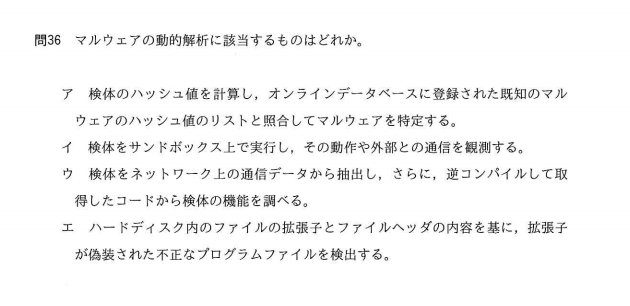 問36 マルウェアの動的解析に該当するものはどれか。
ア 検体のハッシュ値を計算し，オンラインデータベースに登録された既知のマル
ウェアのハッシュ値のリストと照合してマルウェアを特定する。
イ 検体をサンドボックス上で実行し，その動作や外部との通信を観測する。
ウ 検体をネットワーク上の通信データから抽出し，さらに，逆コンパイルして取
得したコードから検体の機能を調べる。
エ ハードディスク内のファイルの拡張子とファイルヘッダの内容を基に，拡張子
が偽装された不正なプログラムファイルを検出する。